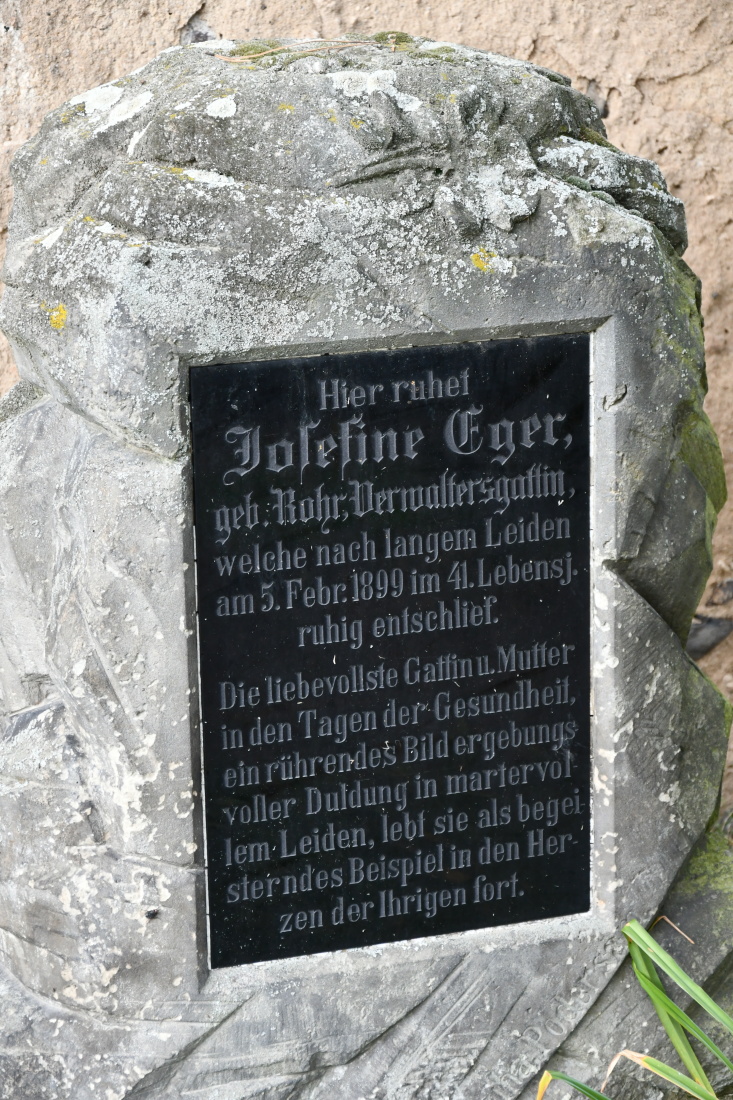 Hier ruhet
Josefine Eger,
geb. Rohr, Verwaltersgattin,
welche nach langem Leiden
am 5. Febr. 1899 im 41. Lebensj.
ruhig entschlief.
Die liebevollste Gattin u. Mutter
in den Tagen der Gesundheit,
ein rührendes Bild ergebungs-
voller Duldung in martervol-
lem Leiden, lebt sie als begei-
sterndes Beispiel in den Her-
zen der Ihrigen fort.